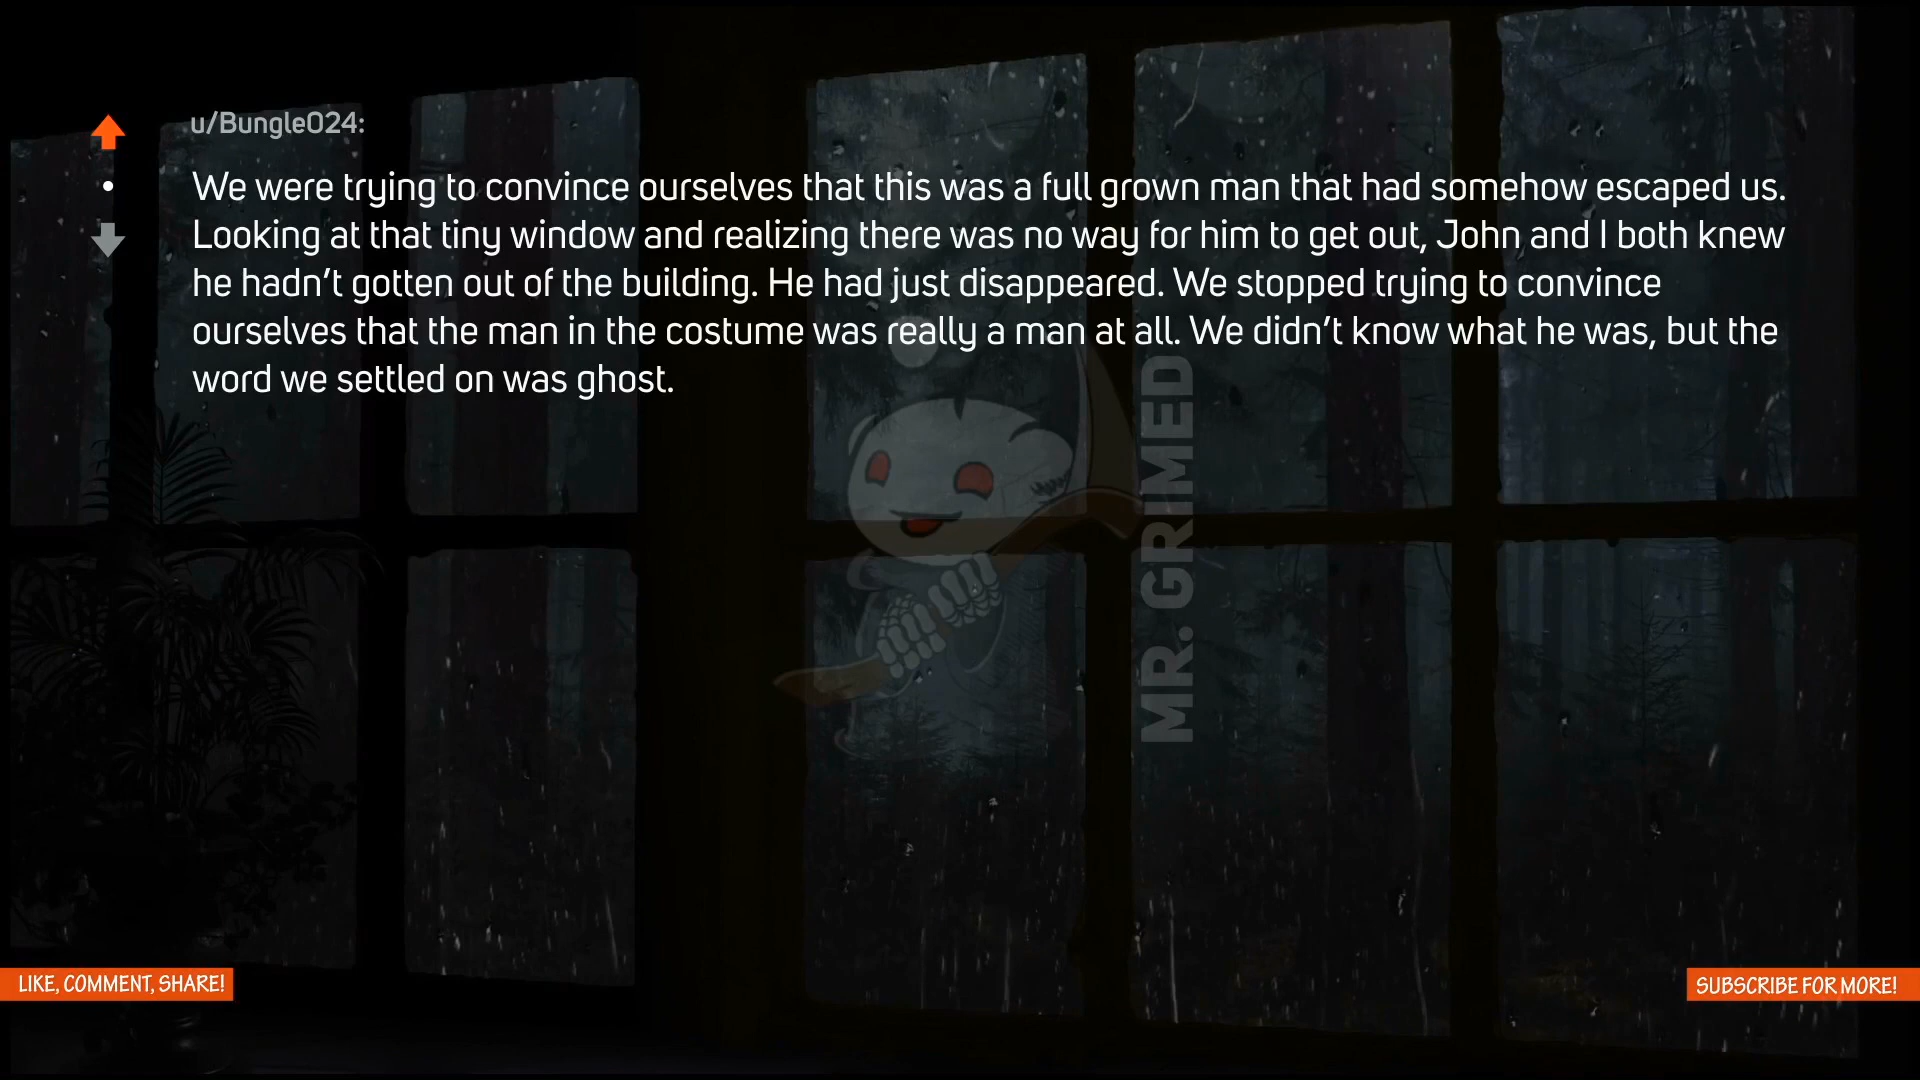 u/Bungle024:
We were trying to convince ourselves that this was a full grown man that had somehow escaped us.
Looking at that tiny window and realizing there was no way for him to get out, John and I both knew
he hadn’t gotten out of the building. He had just disappeared. We stopped trying to convince
ourselves that the man in the costume was really a man at all. We didn’t know what he was, but the
word we settled on was ghost.
MR. GRIMED
LIKE, COMMENT, SHARE!
SUBSCRIBE FOR MORE!